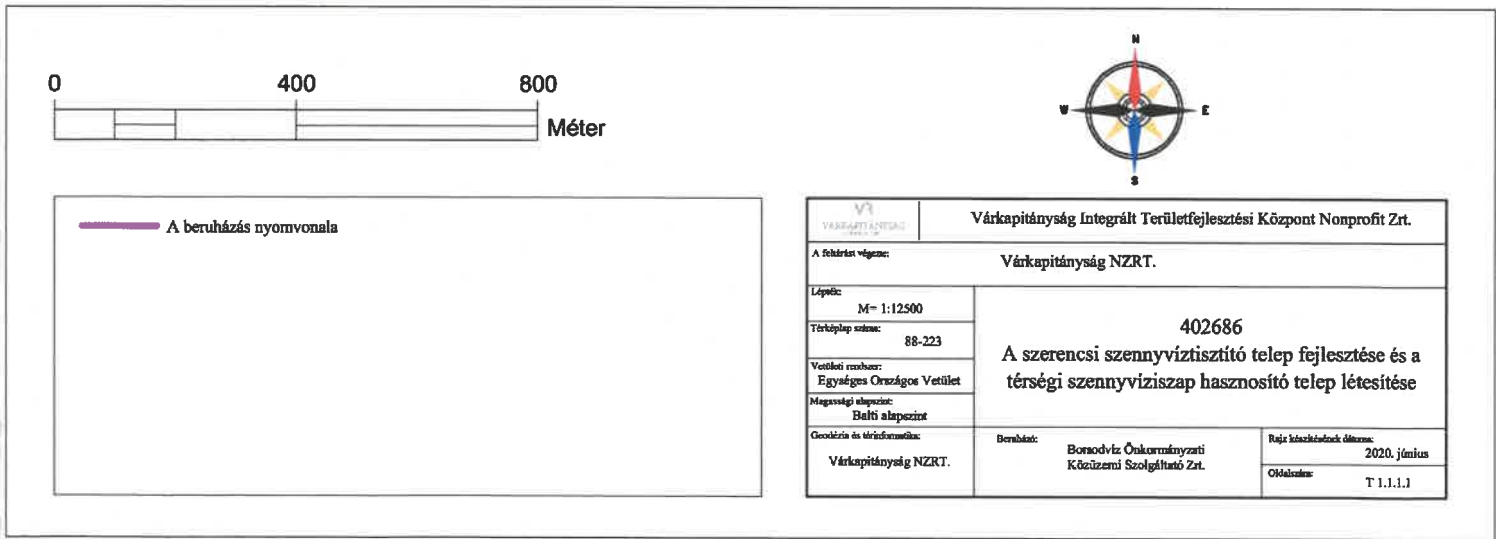 0 400 800
Méter
N
W E
S
A beruházás nyomvonala
VÁRKAPITÁNYSÁG
Várkapitányság Integrált Területfejlesztési Központ Nonprofit Zrt.
A feltárást végezte:
Várkapitányság NZRT.
Lépték:
M= 1:12500
Térképlap száma:
88-223
Vetületi rendszer:
Egységes Országos Vetület
Magassági alapszint:
Balti alapszint
402686
A szerencsi szennyvíztisztító telep fejlesztése és a
térségi szennyvíziszap hasznosító telep létesítése
Geodézia és térinformatika:
Várkapitányság NZRT.
Beruházó:
Borsodvíz Önkormányzati
Közüzemi Szolgáltató Zrt.
Rajz készítésének dátuma:
2020. június
Oldalszám:
T 1.1.1.1